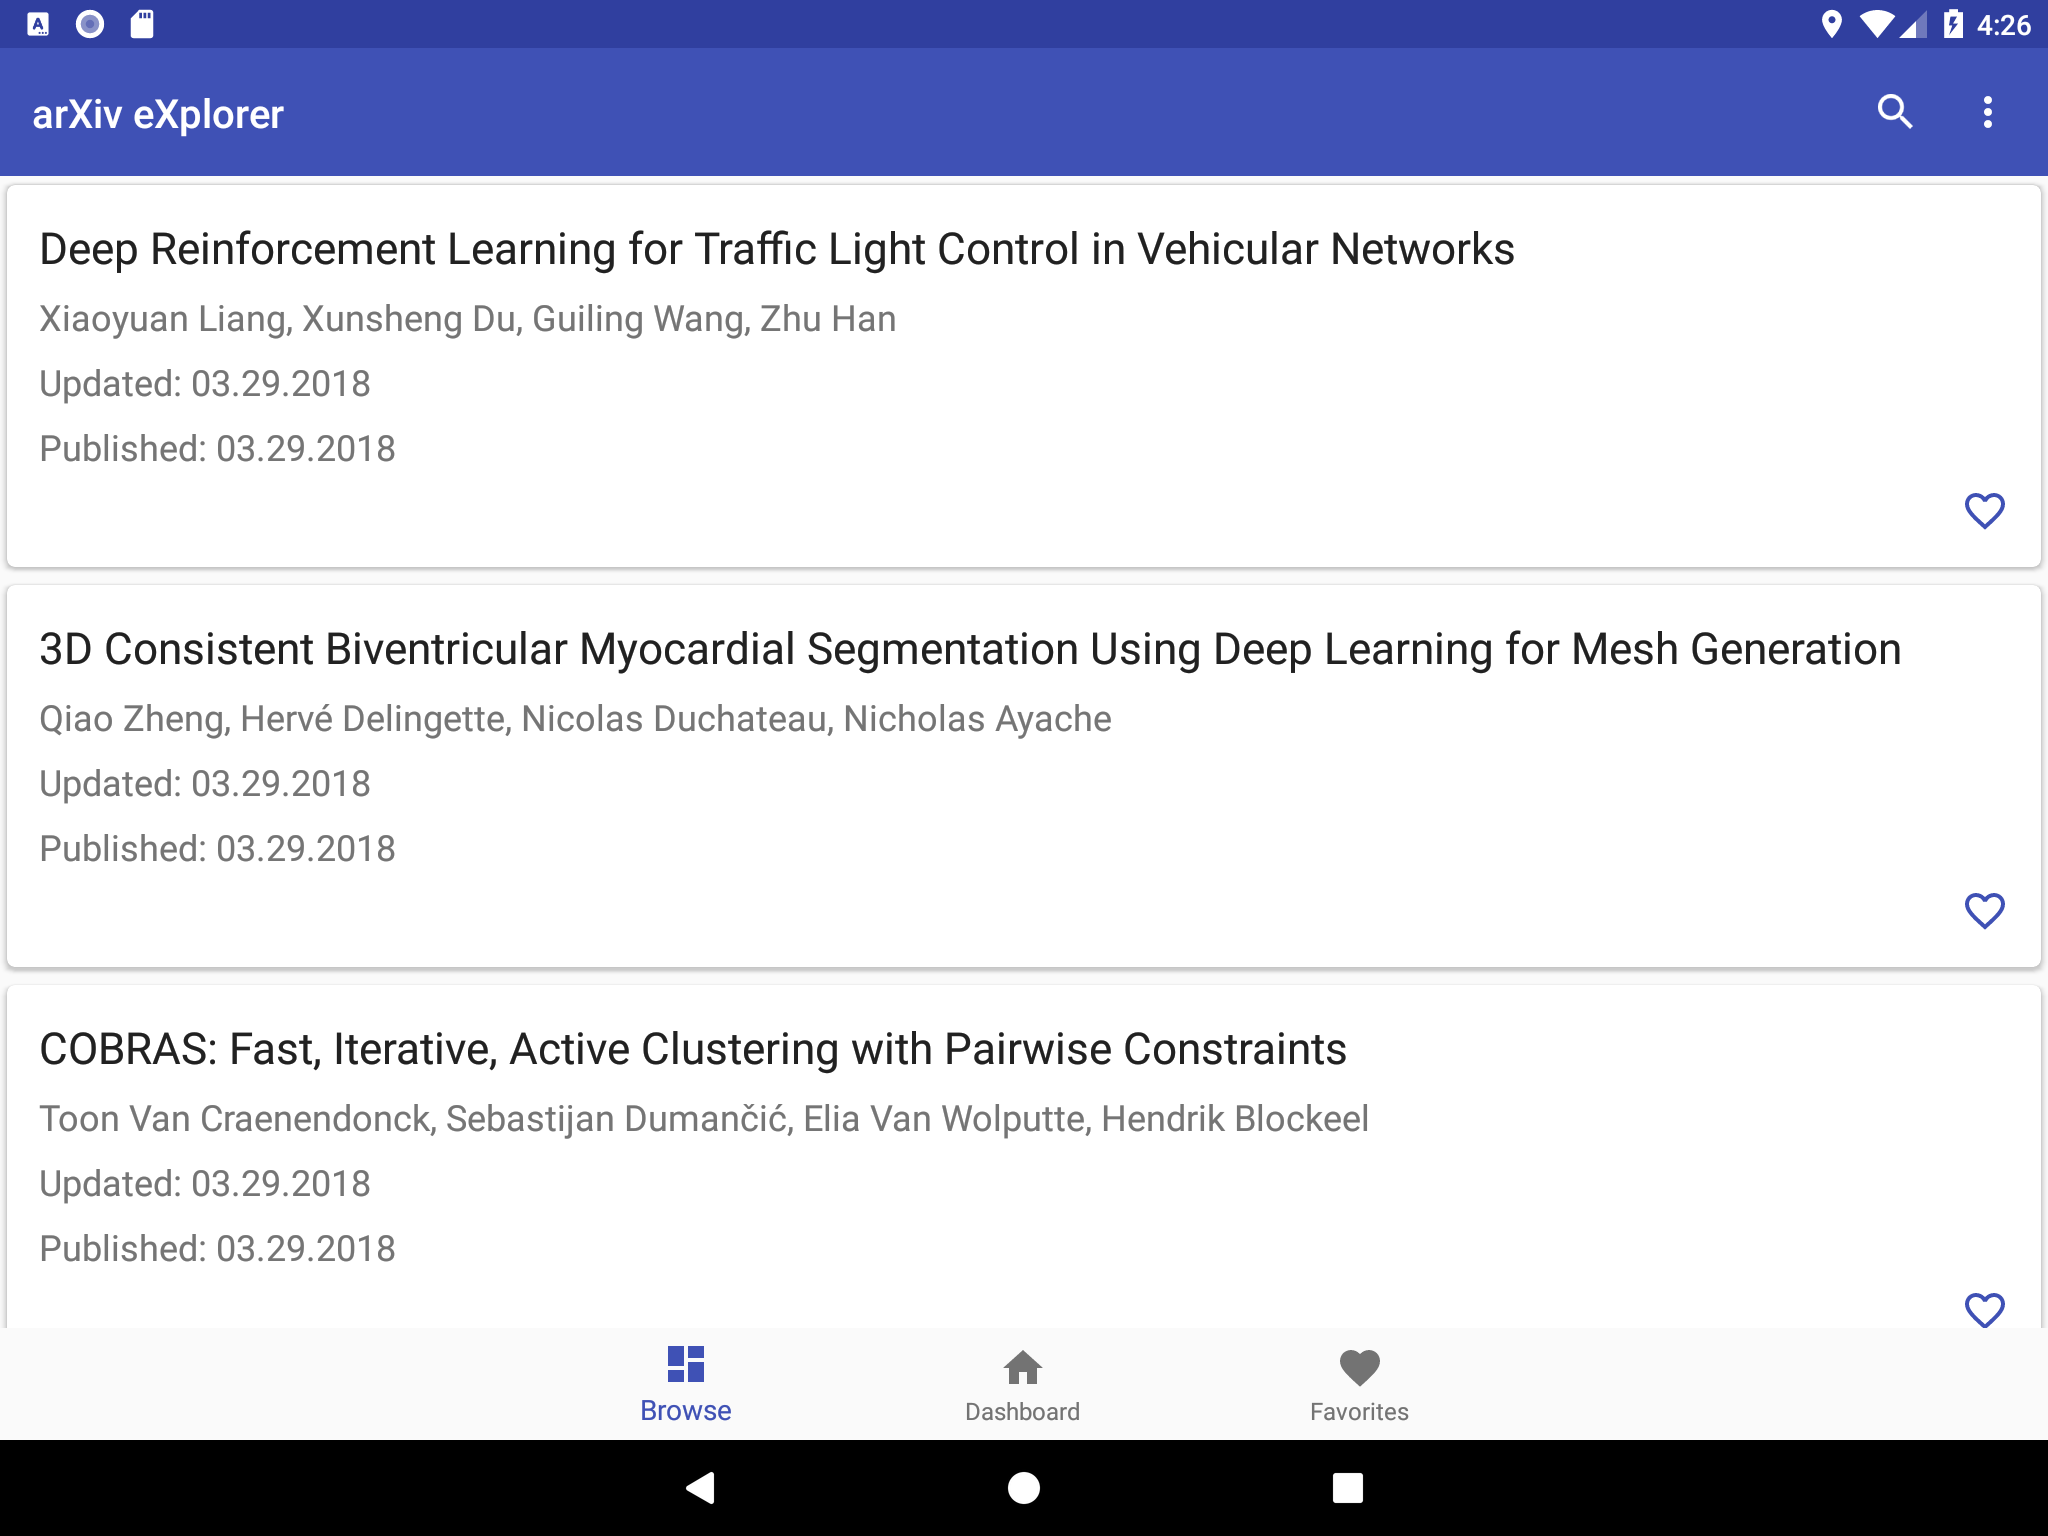 4:26
arXiv eXplorer
Deep Reinforcement Learning for Traffic Light Control in Vehicular Networks
Xiaoyuan Liang, Xunsheng Du, Guiling Wang, Zhu Han
Updated: 03.29.2018
Published: 03.29.2018
3D Consistent Biventricular Myocardial Segmentation Using Deep Learning for Mesh Generation
Qiao Zheng, Hervé Delingette, Nicolas Duchateau, Nicholas Ayache
Updated: 03.29.2018
Published: 03.29.2018
COBRAS: Fast, Iterative, Active Clustering with Pairwise Constraints
Toon Van Craenendonck, Sebastijan Dumančić, Elia Van Wolputte, Hendrik Blockeel
Updated: 03.29.2018
Published: 03.29.2018
Browse
Dashboard
Favorites